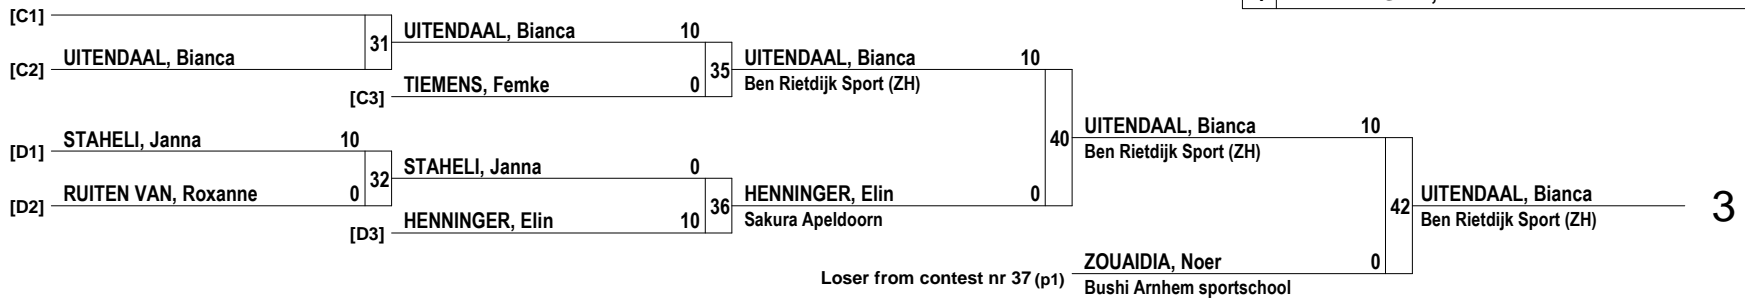 [C1]
UITENDAAL, Bianca 10
31
[C2] UITENDAAL, Bianca
UITENDAAL, Bianca 10
35
Ben Rietdijk Sport (ZH)
[C3] TIEMENS, Femke 0
UITENDAAL, Bianca 10
40
Ben Rietdijk Sport (ZH)
[D1] STAHELI, Janna 10
32
STAHELI, Janna 0
[D2] RUITEN VAN, Roxanne 0
36
HENNINGER, Elin 0
Sakura Apeldoorn
[D3] HENNINGER, Elin 10
42
UITENDAAL, Bianca
3
Ben Rietdijk Sport (ZH)
Loser from contest nr 37 (p1)
ZOUAIDIA, Noer 0
Bushi Arnhem sportschool